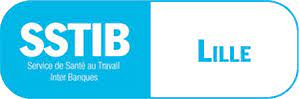 SSTIB
Service de Santé au Travail
Inter Banques
LILLE